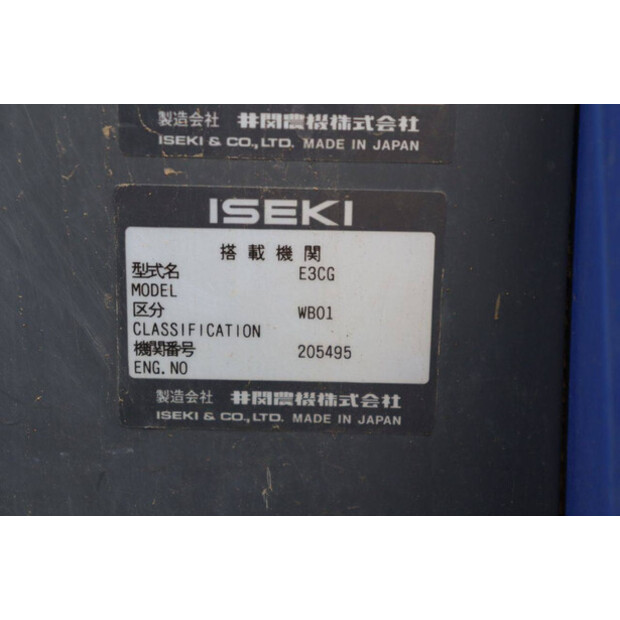 製造会社 井関農機株式会社
ISEKI & CO., LTD. MADE IN JAPAN
ISEKI
搭載機関
型式名 E3CG
MODEL
区分 WB01
CLASSIFICATION
機関番号 205495
ENG. NO
製造会社 井関農機株式会社
ISEKI & CO., LTD. MADE IN JAPAN